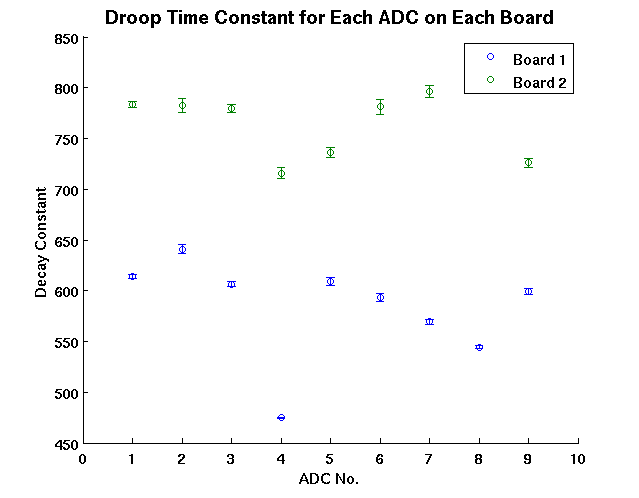 Droop Time Constant for Each ADC on Each Board
850
800
750
700
650
600
550
500
450
Decay Constant
Board 1
Board 2
0 1 2 3 4 5 6 7 8 9 10
ADC No.